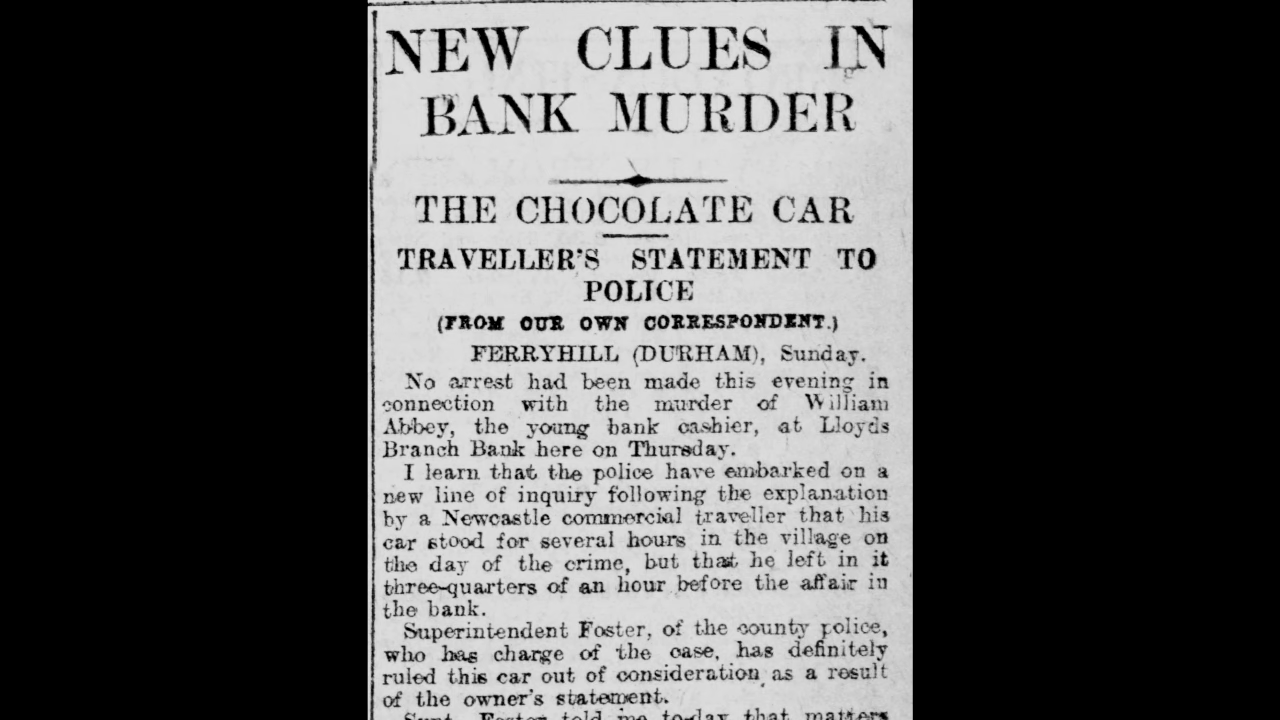 NEW CLUES IN
BANK MURDER
THE CHOCOLATE CAR
TRAVELLER'S STATEMENT TO
POLICE
(FROM OUR OWN CORRESPONDENT.)
FERRYHILL (DURHAM), Sunday.
No arrest had been made this evening in
connection with the murder of William
Abbey, the young bank cashier, at Lloyds
Branch Bank here on Thursday.
I learn that the police have embarked on a
new line of inquiry following the explanation
by a Newcastle commercial traveller that his
car stood for several hours in the village on
the day of the crime, but that he left in it
three-quarters of an hour before the affair in
the bank.
Superintendent Foster, of the county police,
who has charge of the case, has definitely
ruled this car out of consideration as a result
of the owner's statement.
Supt. Foster told me to-day that matters